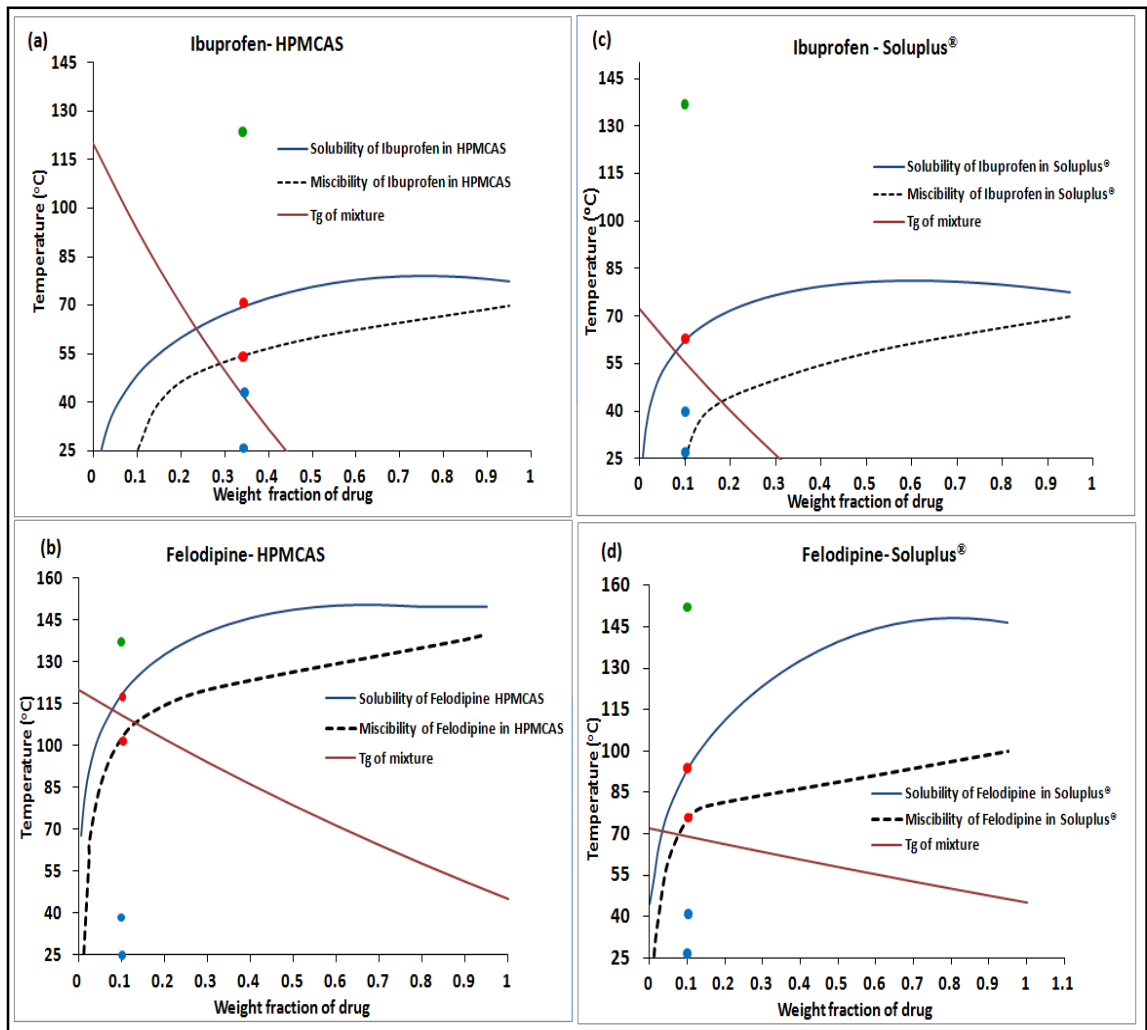 (a)
Ibuprofen- HPMCAS
145
130
115
100
85
70
55
40
25
Temperature (°C)
Solubility of Ibuprofen in HPMCAS
Miscibility of Ibuprofen in HPMCAS
Tg of mixture
0 0.1 0.2 0.3 0.4 0.5 0.6 0.7 0.8 0.9 1
Weight fraction of drug
(c)
Ibuprofen - Soluplus®
145
130
115
100
85
70
55
40
25
Temperature (°C)
Solubility of Ibuprofen in Soluplus®
Miscibility of Ibuprofen in Soluplus®
Tg of mixture
0 0.1 0.2 0.3 0.4 0.5 0.6 0.7 0.8 0.9 1
Weight fraction of drug
(b)
Felodipine- HPMCAS
160
145
130
115
100
85
70
55
40
25
Temperature (°C)
Solubility of Felodipine HPMCAS
Miscibility of Felodipine in HPMCAS
Tg of mixture
0 0.1 0.2 0.3 0.4 0.5 0.6 0.7 0.8 0.9 1
Weight fraction of drug
(d)
Felodipine- Soluplus®
160
145
130
115
100
85
70
55
40
25
Temperature (°C)
Solubility of Felodipine in Soluplus®
Miscibility of Felodipine in Soluplus®
Tg of mixture
0 0.1 0.2 0.3 0.4 0.5 0.6 0.7 0.8 0.9 1 1.1
Weight fraction of drug